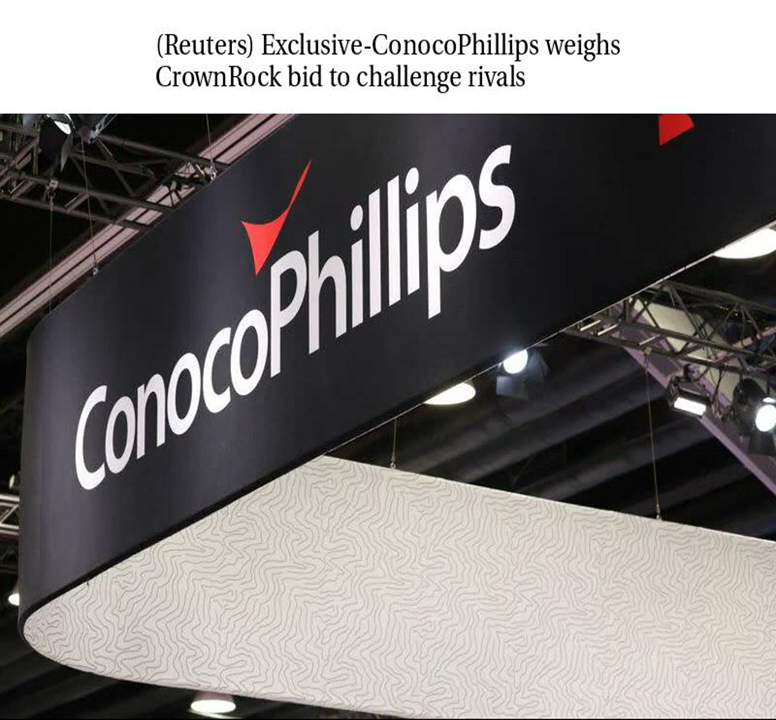 (Reuters) Exclusive-ConocoPhillips weighs
CrownRock bid to challenge rivals
ConocoPhillips